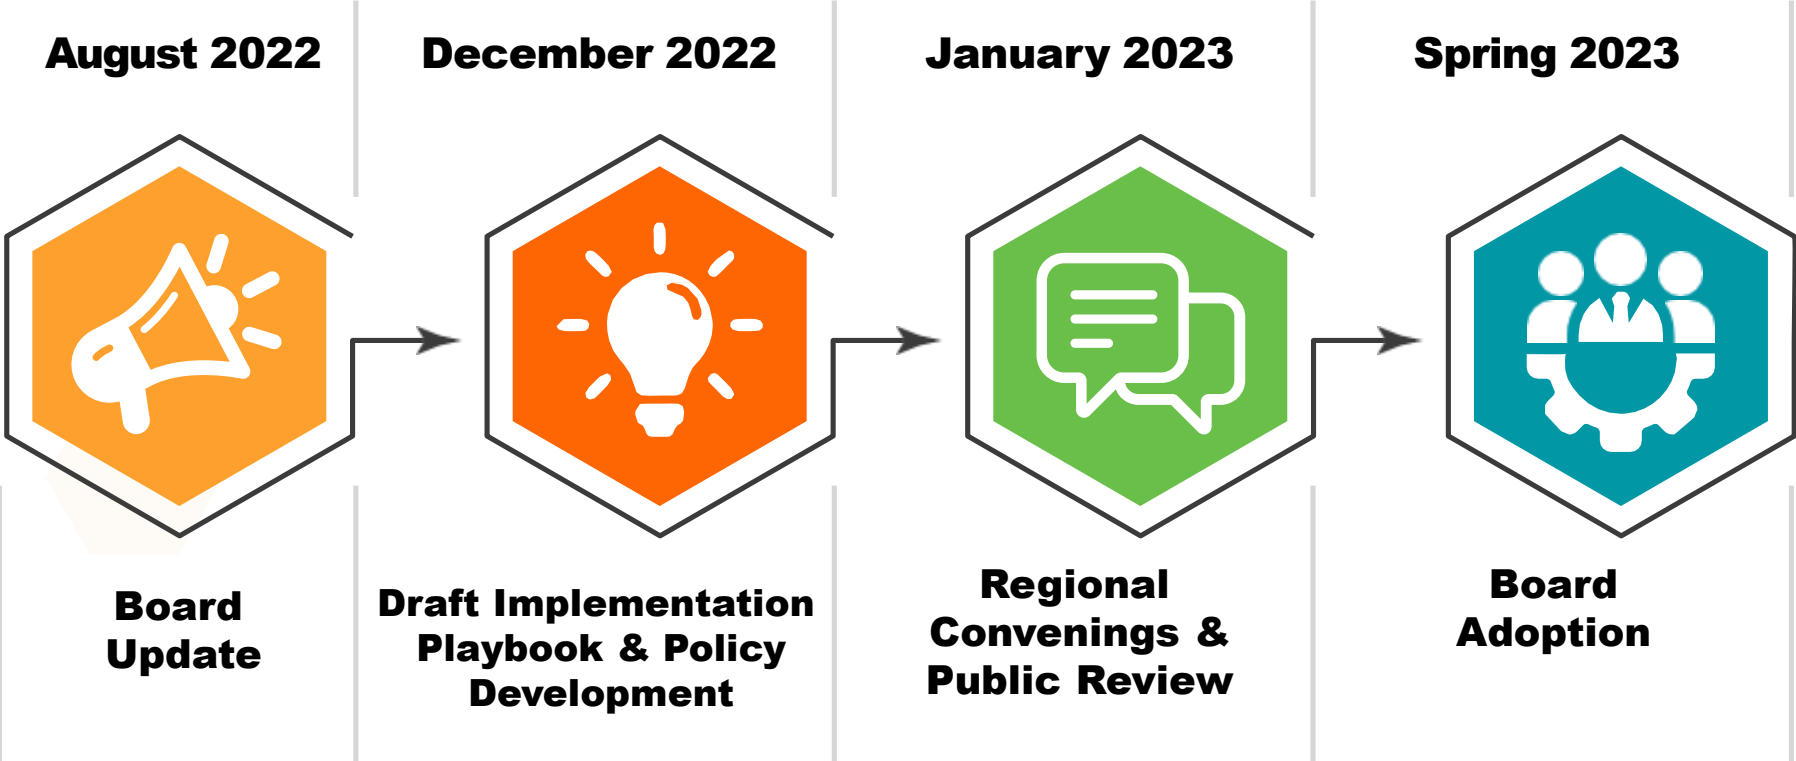 August 2022
December 2022
January 2023
Spring 2023
Board
Update
Draft Implementation
Playbook & Policy
Development
Regional
Convenings &
Public Review
Board
Adoption